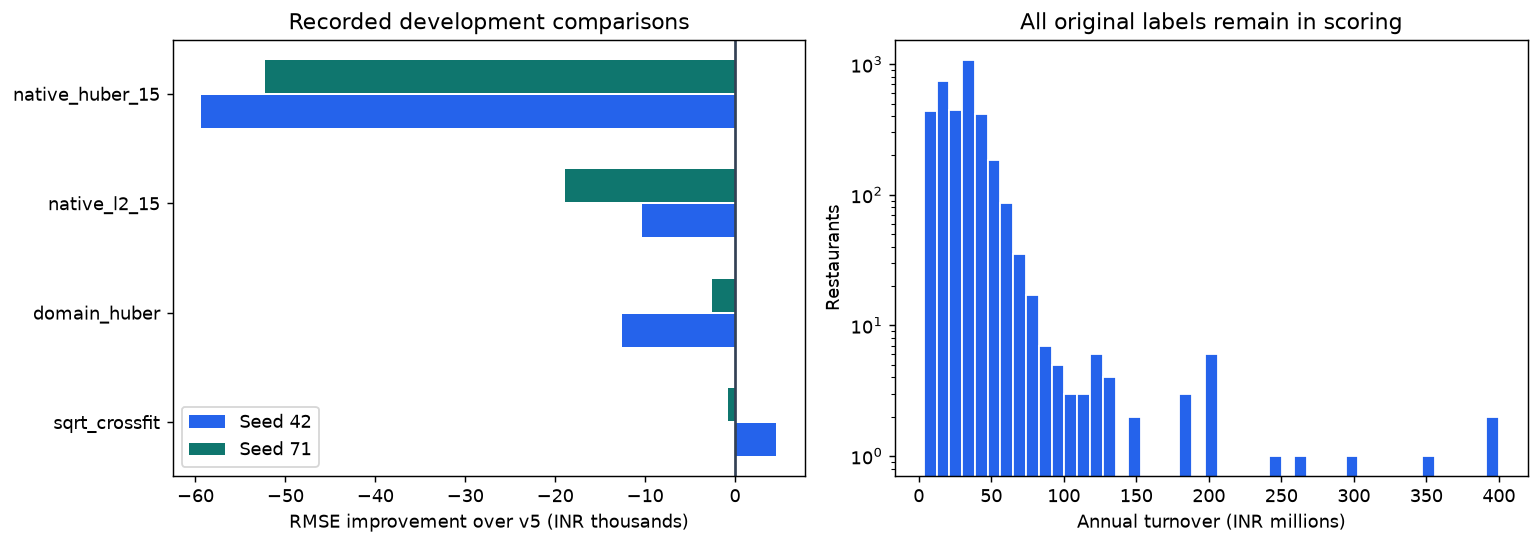 Recorded development comparisons
native_huber_15
native_l2_15
domain_huber
sqrt_crossfit
Seed 42
Seed 71
−60 −50 −40 −30 −20 −10 0
RMSE improvement over v5 (INR thousands)
All original labels remain in scoring
Restaurants
10³
10²
10¹
10⁰
0 50 100 150 200 250 300 350 400
Annual turnover (INR millions)